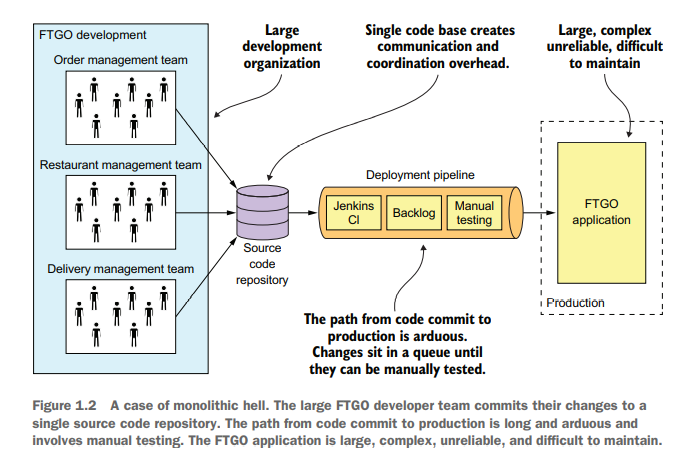 FTGO development
Large
development
organization
Single code base creates
communication and
coordination overhead.
Large, complex
unreliable, difficult
to maintain
Order management team
Restaurant management team
Delivery management team
Source
code
repository
Deployment pipeline
Jenkins
CI
Backlog
Manual
testing
FTGO
application
Production
The path from code commit to
production is arduous.
Changes sit in a queue until
they can be manually tested.
Figure 1.2 A case of monolithic hell. The large FTGO developer team commits their changes to a
single source code repository. The path from code commit to production is long and arduous and
involves manual testing. The FTGO application is large, complex, unreliable, and difficult to maintain.